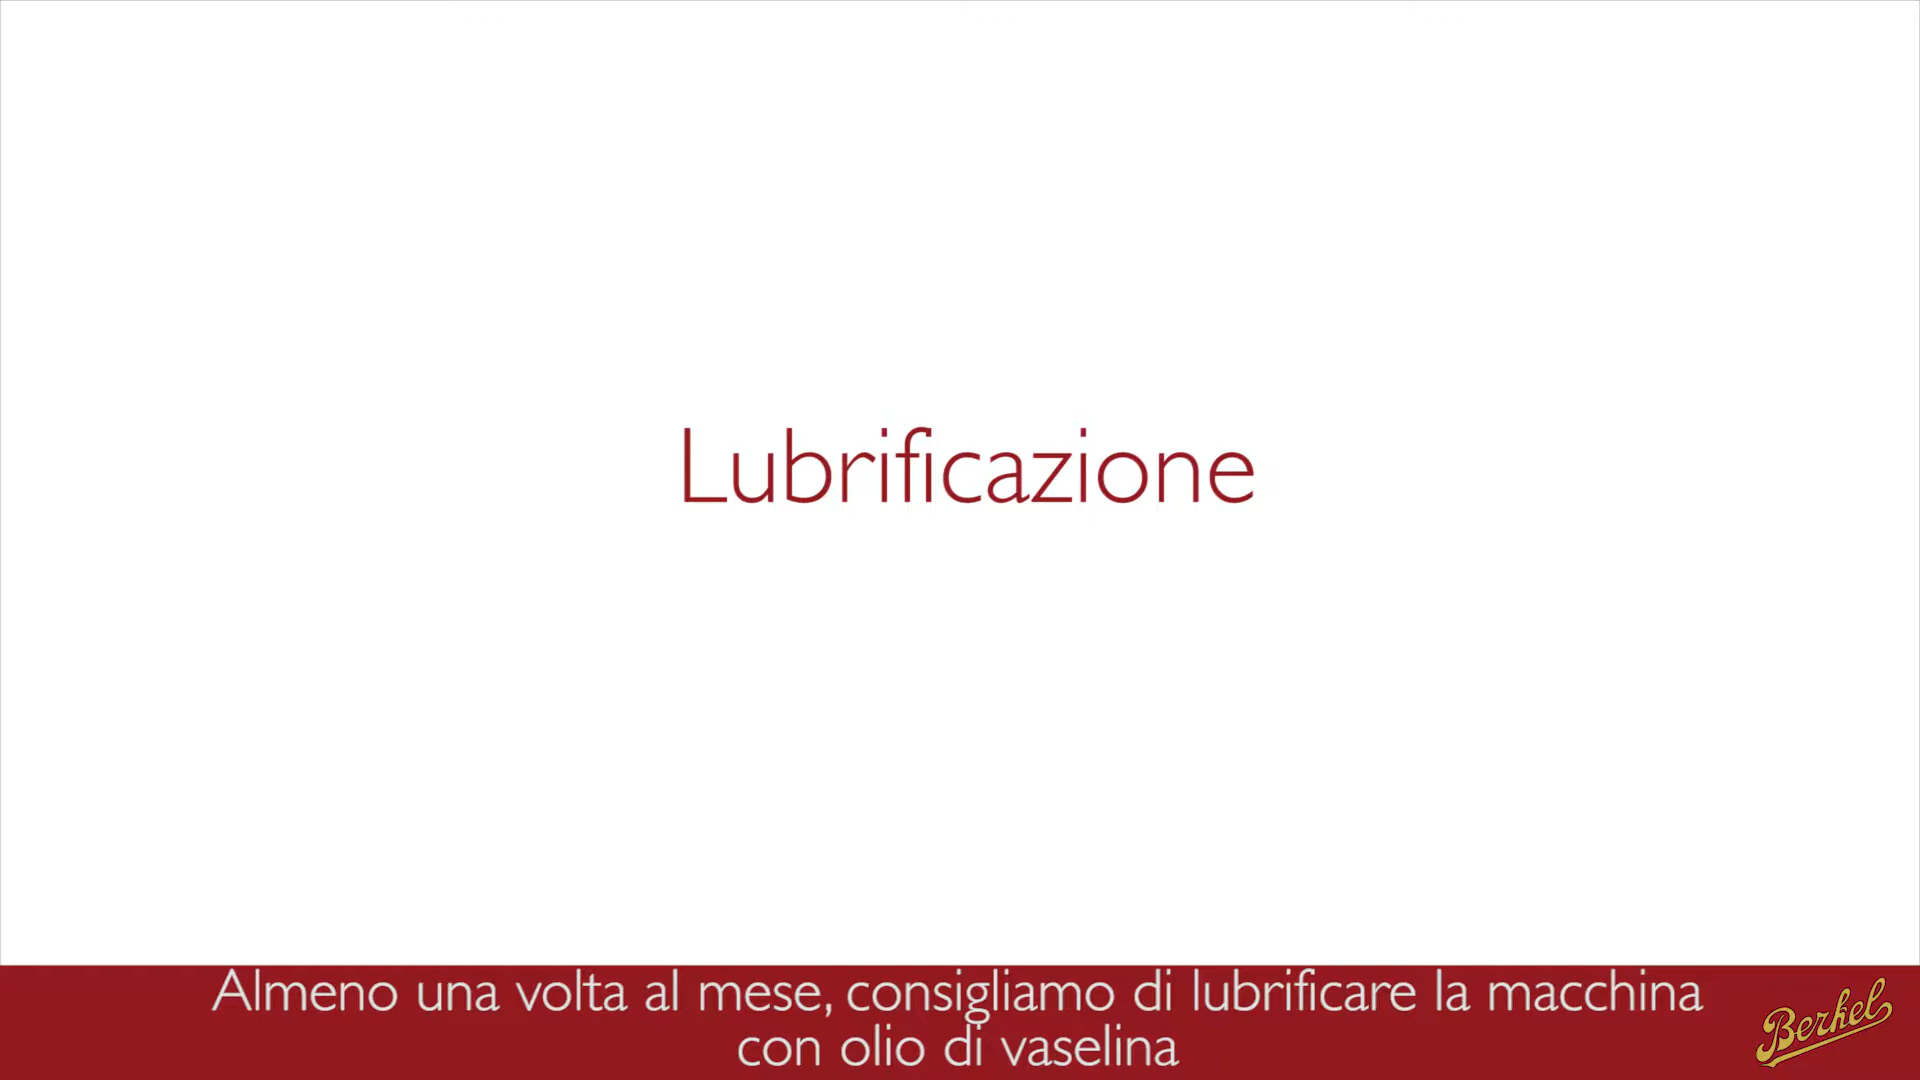 Lubrificazione
Almeno una volta al mese, consigliamo di lubrificare la macchina
con olio di vaselina
Berkel